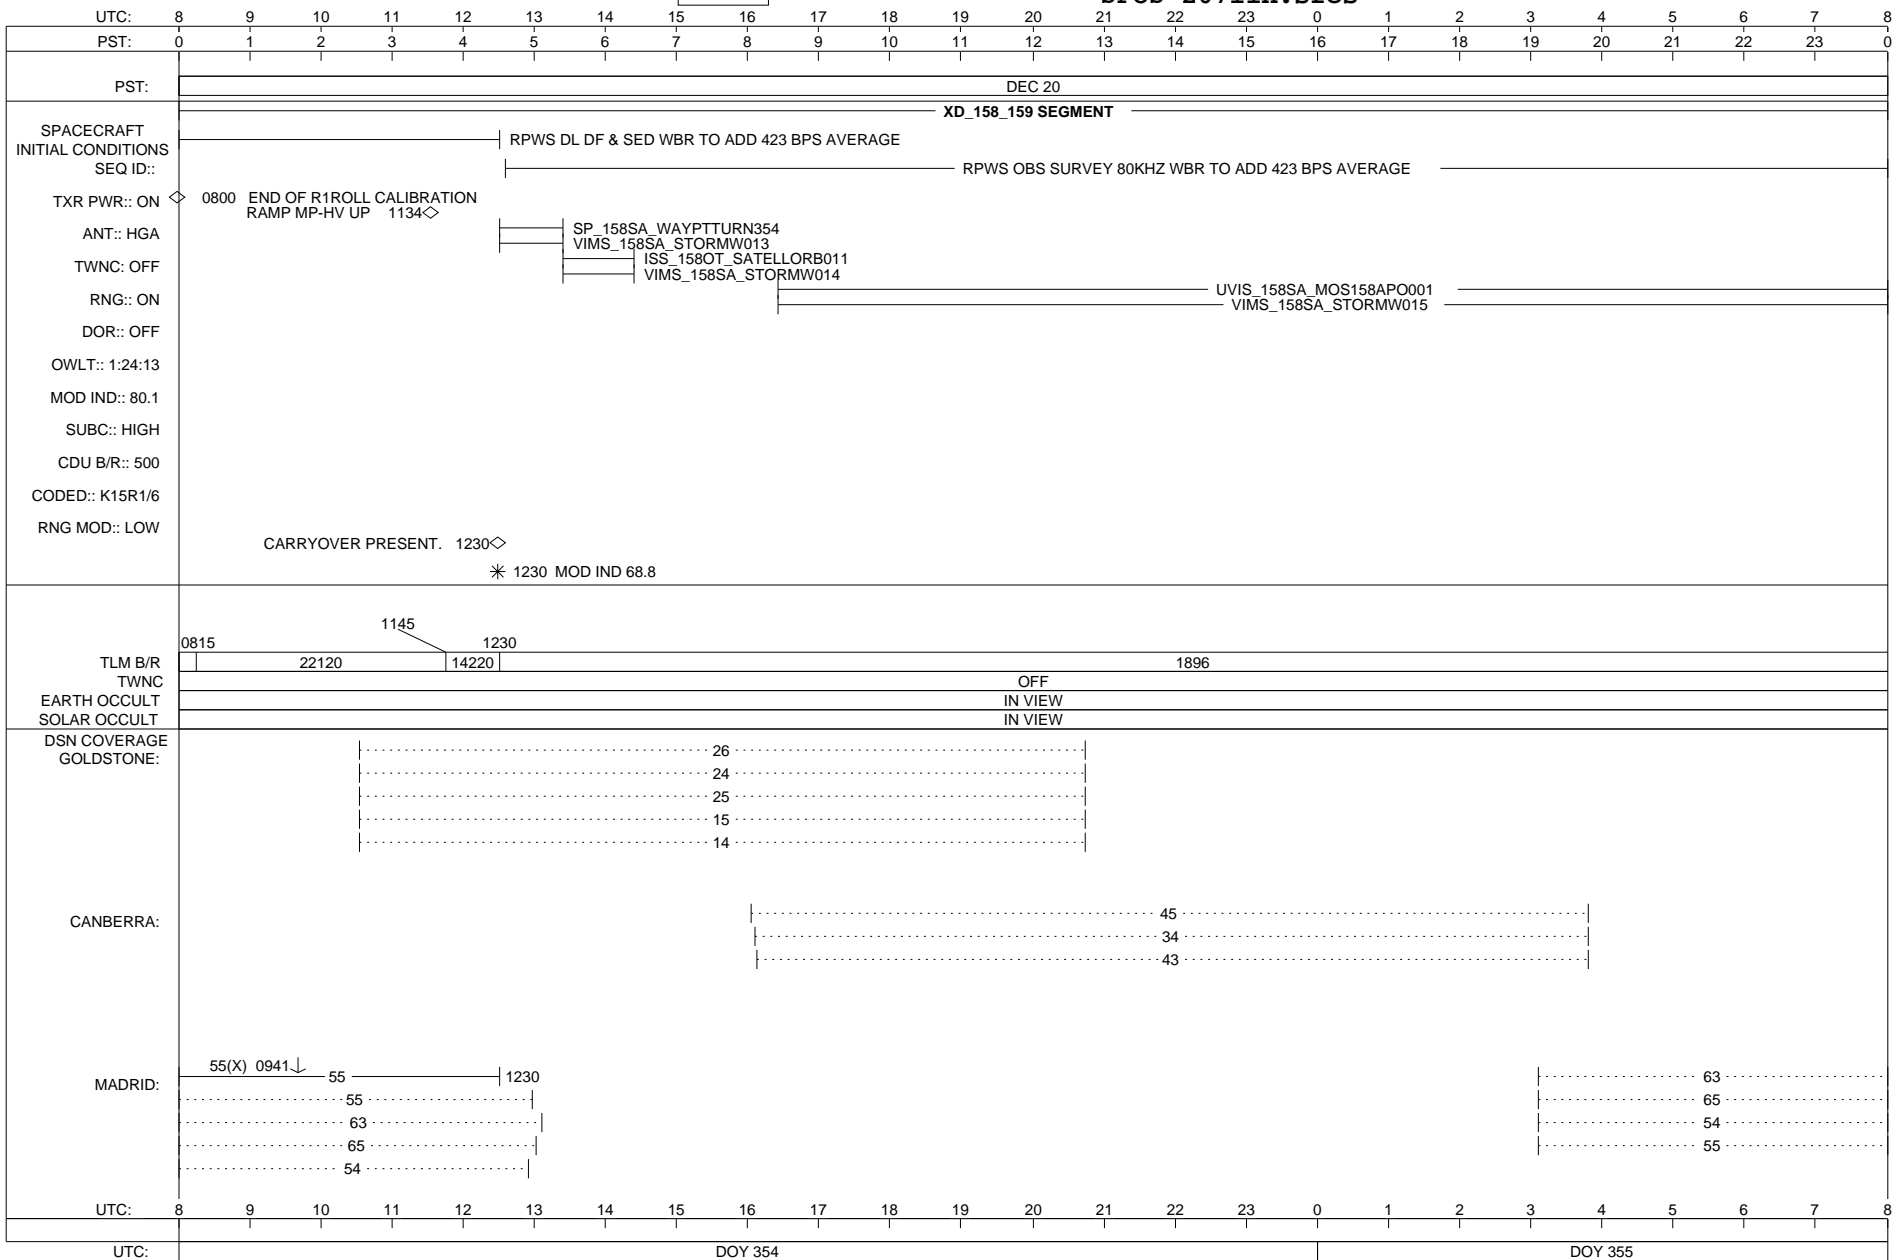 UTC: 8 9 10 11 12 13 14 15 16 17 18 19 20 21 22 23 0 1 2 3 4 5 6 7 8
PST: 0 1 2 3 4 5 6 7 8 9 10 11 12 13 14 15 16 17 18 19 20 21 22 23 0
PST: DEC 20
XD_158_159 SEGMENT
SPACECRAFT
INITIAL CONDITIONS
RPWS DL DF & SED WBR TO ADD 423 BPS AVERAGE
SEQ ID:: RPWS OBS SURVEY 80KHZ WBR TO ADD 423 BPS AVERAGE
TXR PWR:: ON 0800 END OF R1ROLL CALIBRATION
RAMP MP-HV UP 1134
ANT:: HGA SP_158SA_WAYPTTURN354
VIMS_158SA_STORMW013
TWNC: OFF ISS_158OT_SATELLORB011
VIMS_158SA_STORMW014
RNG:: ON UVIS_158SA_MOS158APO001
VIMS_158SA_STORMW015
DOR:: OFF
OWLT:: 1:24:13
MOD IND:: 80.1
SUBC:: HIGH
CDU B/R:: 500
CODED:: K15R1/6
RNG MOD:: LOW
CARRYOVER PRESENT. 1230
1230 MOD IND 68.8
1145
0815 1230
TLM B/R 22120 14220 1896
TWNC OFF
EARTH OCCULT IN VIEW
SOLAR OCCULT IN VIEW
DSN COVERAGE
GOLDSTONE: 26
24
25
15
14
CANBERRA: 45
34
43
MADRID: 55(X) 0941
55 1230 63
55 65
63 54
65 55
54
UTC: 8 9 10 11 12 13 14 15 16 17 18 19 20 21 22 23 0 1 2 3 4 5 6 7 8
UTC: DOY 354 DOY 355